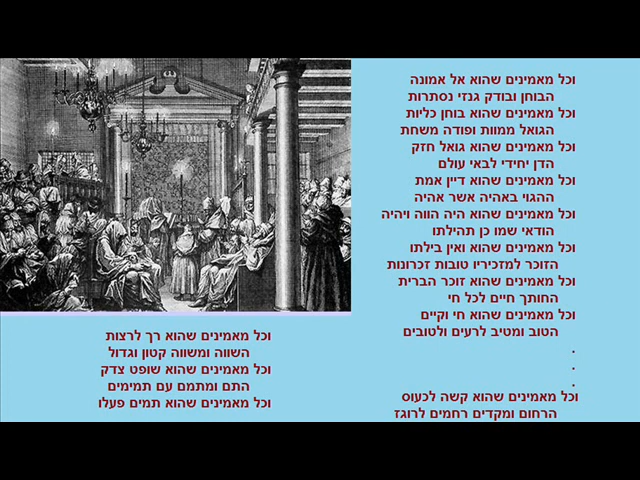 וכל מאמינים שהוא אל אמונה
הבוחן ובודק גנזי נסתרות
וכל מאמינים שהוא בוחן כליות
הגואל ממוות ופודה משחת
וכל מאמינים שהוא גואל חזק
הדן יחידי לבאי עולם
וכל מאמינים שהוא דיין אמת
ההגוי באהיה אשר אהיה
וכל מאמינים שהוא היה הווה ויהיה
הודאי שמו כן תהילתו
וכל מאמינים שהוא ואין בילתו
הזוכר למזכיריו טובות זכרונות
וכל מאמינים שהוא זוכר הברית
החותך חיים לכל חי
וכל מאמינים שהוא חי וקיים
הטוב ומטיב לרעים ולטובים
.
.
.
וכל מאמינים שהוא קשה לכעוס
הרחום ומקדים רחמים לרוגז
וכל מאמינים שהוא רך לרצות
השווה ומשווה קטון וגדול
וכל מאמינים שהוא שופט צדק
התם ומתמם עם תמימים
וכל מאמינים שהוא תמים פעלו